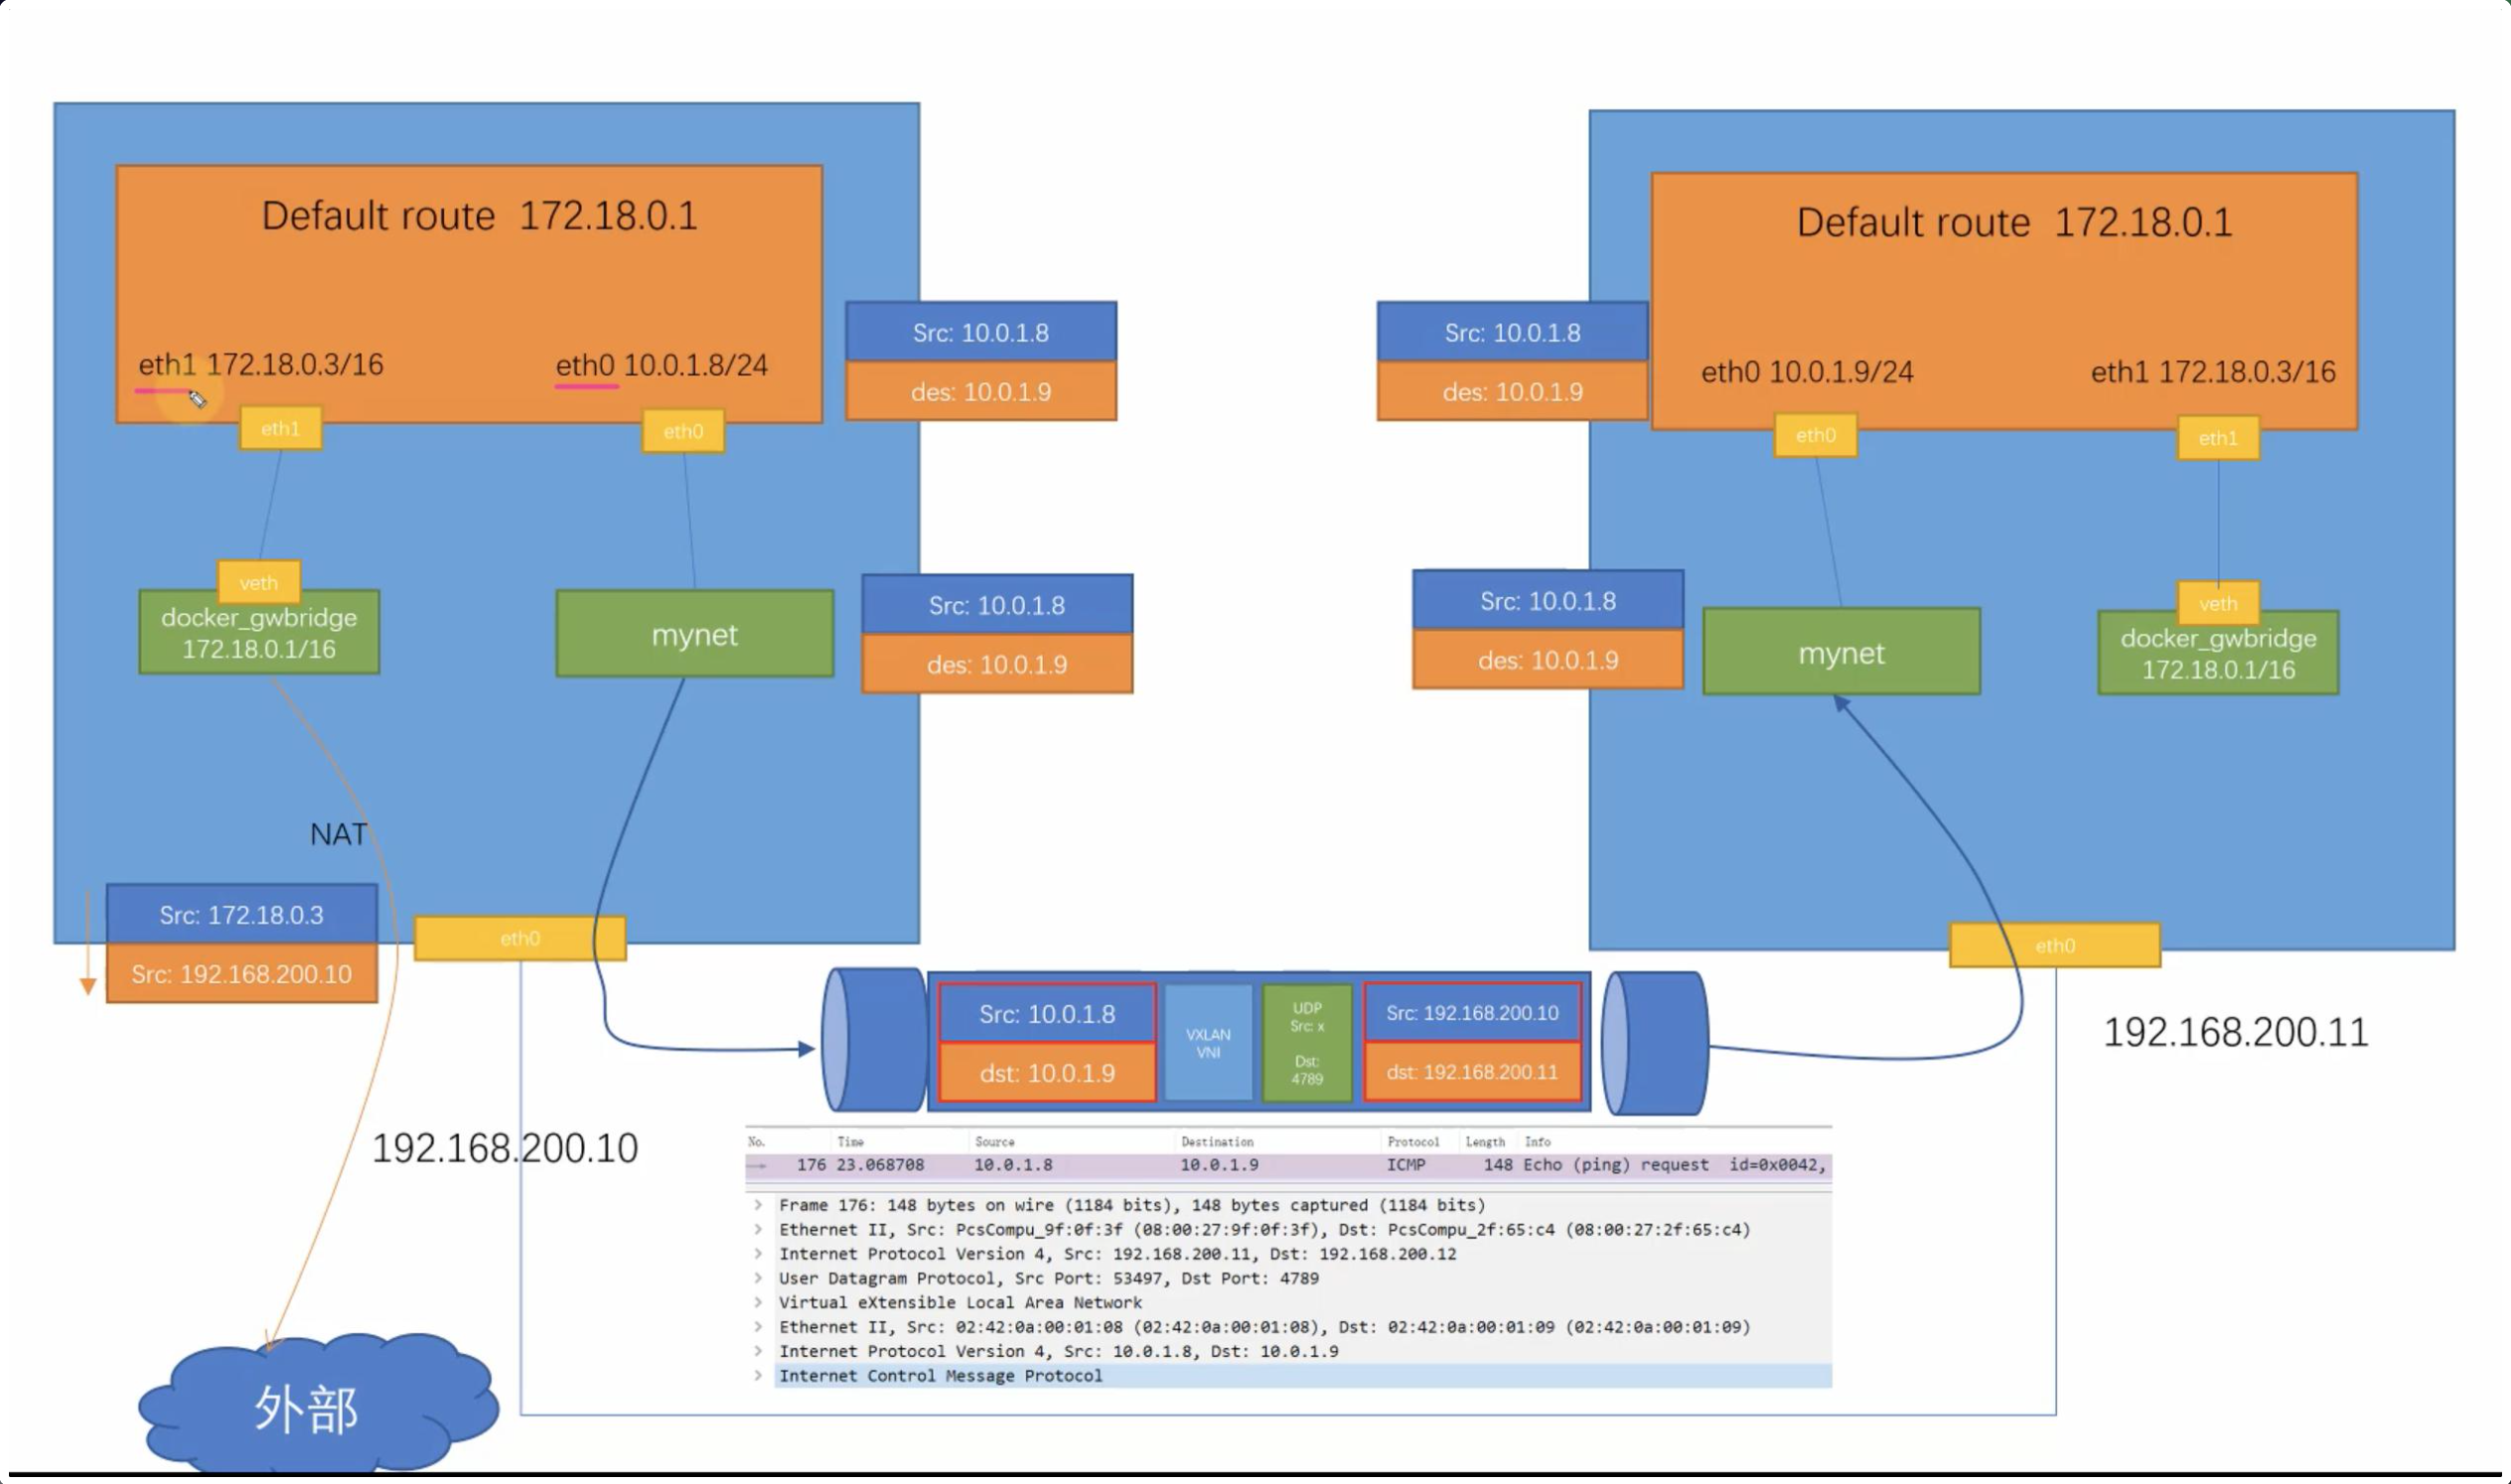 Default route 172.18.0.1
eth1 172.18.0.3/16
eth0 10.0.1.8/24
eth1
eth0
Src: 10.0.1.8
des: 10.0.1.9
veth
docker_gwbridge
172.18.0.1/16
mynet
Src: 10.0.1.8
des: 10.0.1.9
NAT
Src: 172.18.0.3
Src: 192.168.200.10
eth0
192.168.200.10
外部
Default route 172.18.0.1
Src: 10.0.1.8
des: 10.0.1.9
eth0 10.0.1.9/24
eth1 172.18.0.3/16
eth0
eth1
Src: 10.0.1.8
des: 10.0.1.9
mynet
veth
docker_gwbridge
172.18.0.1/16
eth0
192.168.200.11
Src: 10.0.1.8
dst: 10.0.1.9
VXLAN
VNI
UDP
Src: x
Dst:
4789
Src: 192.168.200.10
dst: 192.168.200.11
No. Time Source Destination Protocol Length Info
176 23.068708 10.0.1.8 10.0.1.9 ICMP 148 Echo (ping) request id=0x0042,
Frame 176: 148 bytes on wire (1184 bits), 148 bytes captured (1184 bits)
Ethernet II, Src: PcsCompu_9f:0f:3f (08:00:27:9f:0f:3f), Dst: PcsCompu_2f:65:c4 (08:00:27:2f:65:c4)
Internet Protocol Version 4, Src: 192.168.200.11, Dst: 192.168.200.12
User Datagram Protocol, Src Port: 53497, Dst Port: 4789
Virtual eXtensible Local Area Network
Ethernet II, Src: 02:42:0a:00:01:08 (02:42:0a:00:01:08), Dst: 02:42:0a:00:01:09 (02:42:0a:00:01:09)
Internet Protocol Version 4, Src: 10.0.1.8, Dst: 10.0.1.9
Internet Control Message Protocol